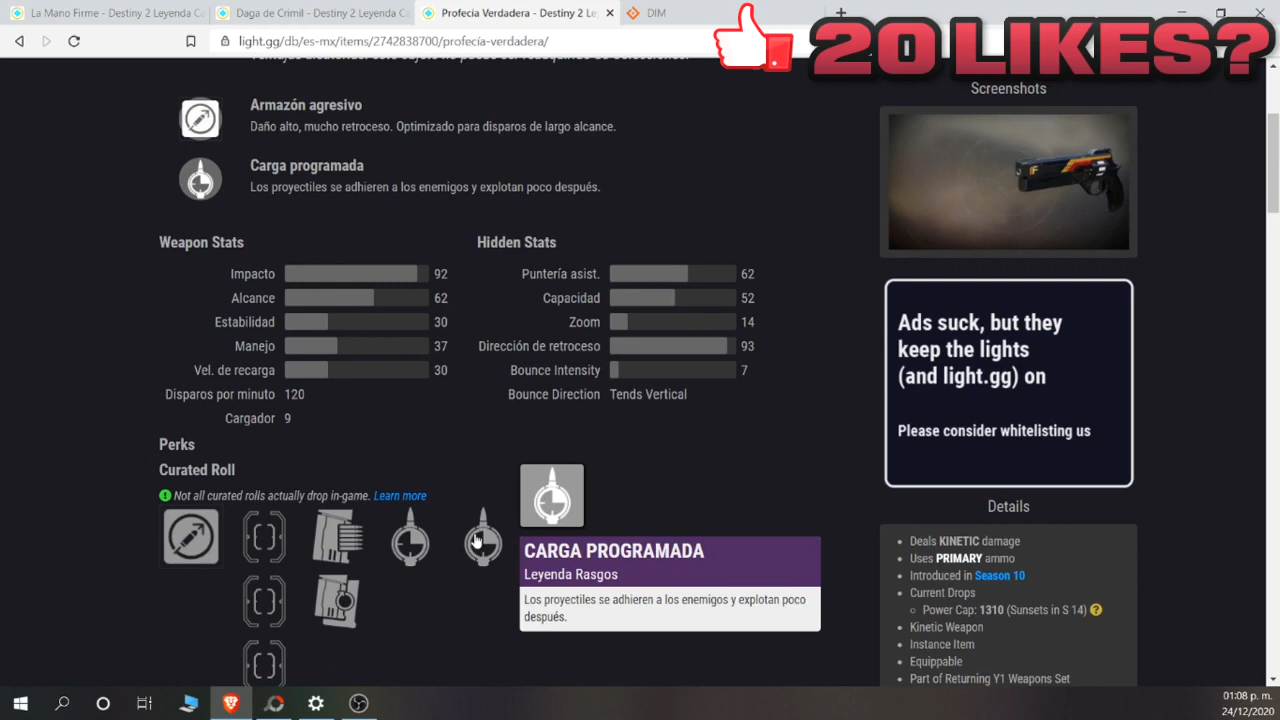 La Mano Firme - Destiny 2 Leyenda Co
Daga de Crimil - Destiny 2 Leyenda Ca
Profecía Verdadera - Destiny 2 Ley
DIM
light.gg/db/es-mx/items/2742838700/profecía-verdadera/
20 LIKES?
Armazón agresivo
Daño alto, mucho retroceso. Optimizado para disparos de largo alcance.
Carga programada
Los proyectiles se adhieren a los enemigos y explotan poco después.
Weapon Stats
Impacto 92
Alcance 62
Estabilidad 30
Manejo 37
Vel. de recarga 30
Disparos por minuto 120
Cargador 9
Hidden Stats
Puntería asist. 62
Capacidad 52
Zoom 14
Dirección de retroceso 93
Bounce Intensity 7
Bounce Direction Tends Vertical
Perks
Curated Roll
Not all curated rolls actually drop in-game. Learn more
CARGA PROGRAMADA
Leyenda Rasgos
Los proyectiles se adhieren a los enemigos y explotan poco
después.
Screenshots
Ads suck, but they
keep the lights
(and light.gg) on
Please consider whitelisting us
Details
Deals KINETIC damage
Uses PRIMARY ammo
Introduced in Season 10
Current Drops
Power Cap: 1310 (Sunsets in S 14) ?
Kinetic Weapon
Instance Item
Equippable
Part of Returning Y1 Weapons Set
01:08 p. m.
24/12/2020